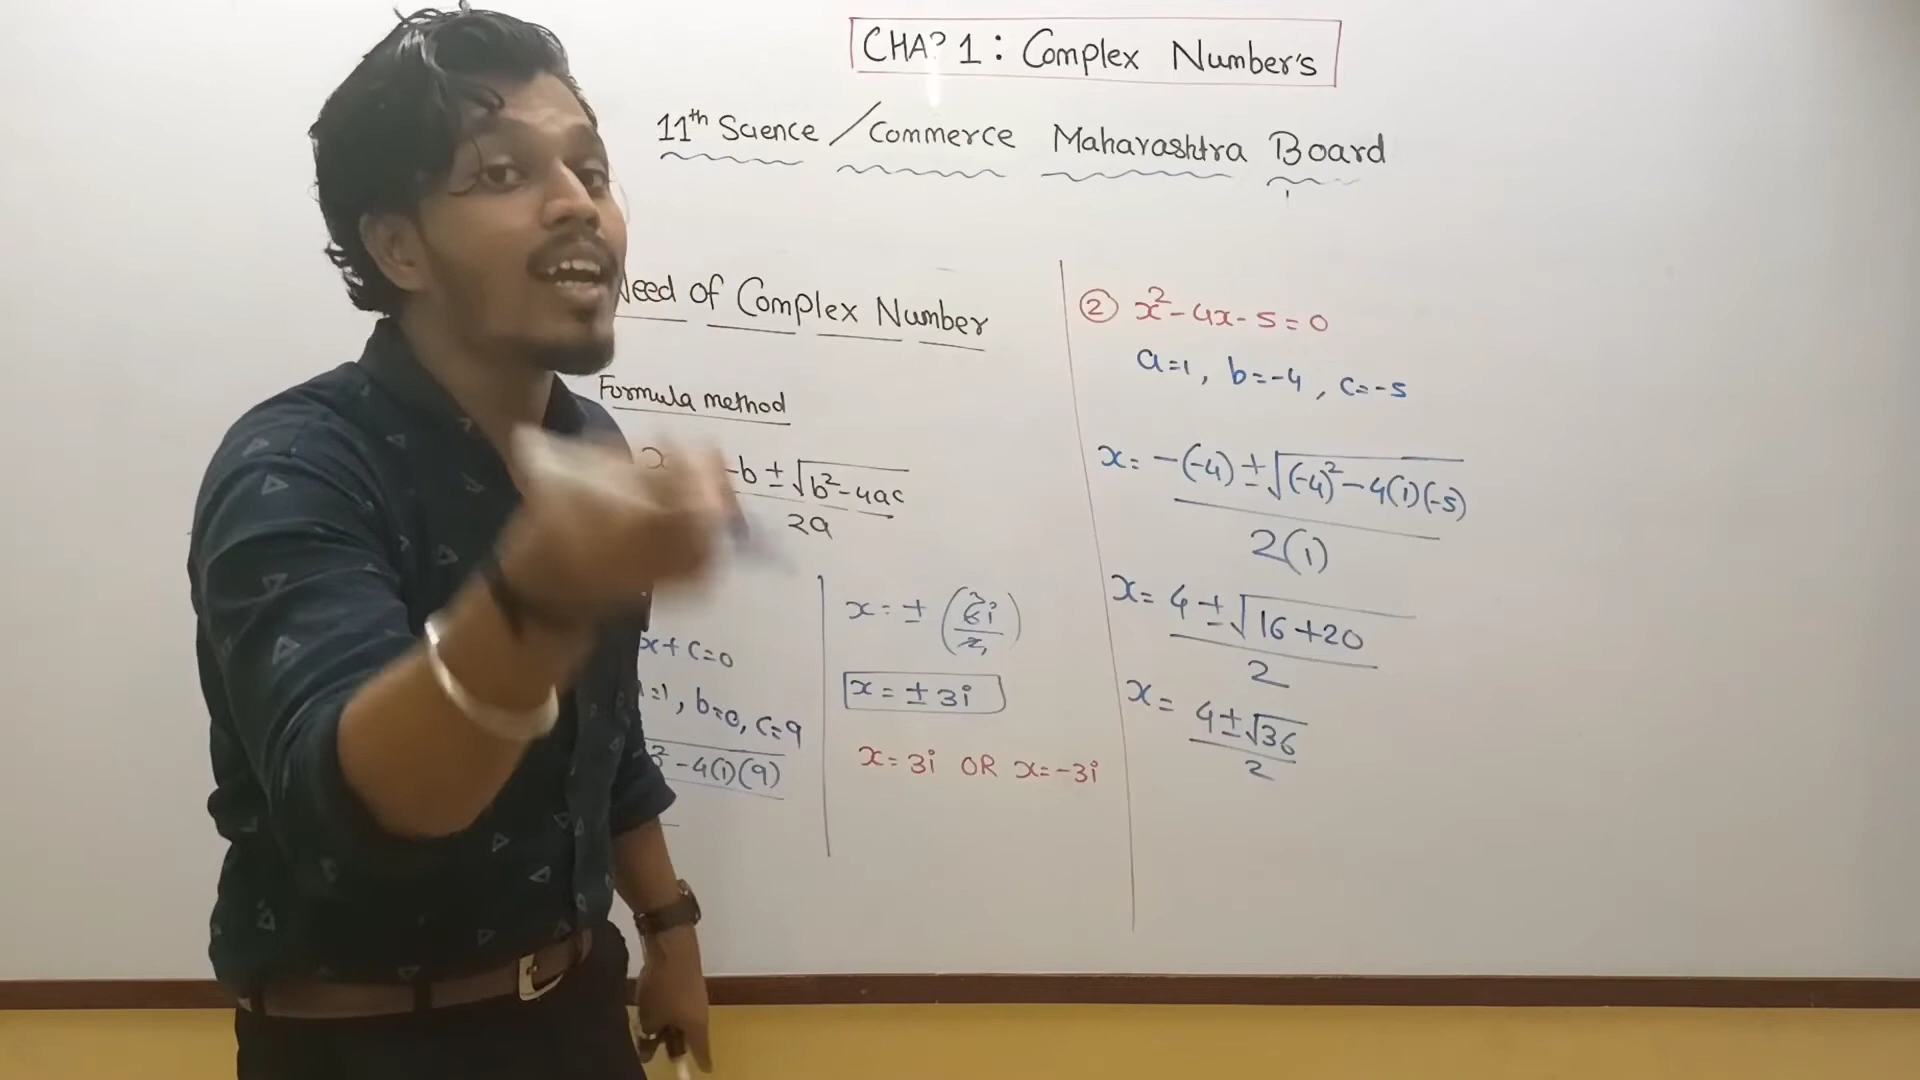 CHAP 1 : Complex Number's
11th Science / Commerce Maharashtra Board
Need of Complex Number
Formula method
x -b ± √b² - 4ac
2a
x + c = 0
=1, b=0, c=9
² - 4(1)(9)
x = ± (6i/2) 3
x = ± 3i
x = 3i OR x = -3i
② x² - 4x - 5 = 0
a=1, b=-4, c=-5
x = -(-4) ± √(-4)² - 4(1)(-5)
2(1)
x = 4 ± √16+20
2
x = 4 ± √36
2